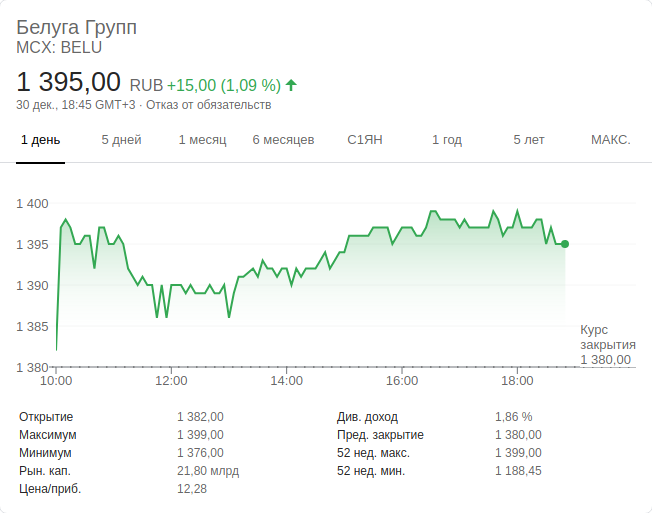 Белуга Групп
MCX: BELU
1 395,00 RUB +15,00 (1,09 %)
30 дек., 18:45 GMT+3 · Отказ от обязательств
1 день 5 дней 1 месяц 6 месяцев С1ЯН 1 год 5 лет МАКС.
1 400
1 395
1 390
1 385
1 380
Курс
закрытия
1 380,00
10:00 12:00 14:00 16:00 18:00
Открытие 1 382,00 Див. доход 1,86 %
Максимум 1 399,00 Пред. закрытие 1 380,00
Минимум 1 376,00 52 нед. макс. 1 399,00
Рын. кап. 21,80 млрд 52 нед. мин. 1 188,45
Цена/приб. 12,28